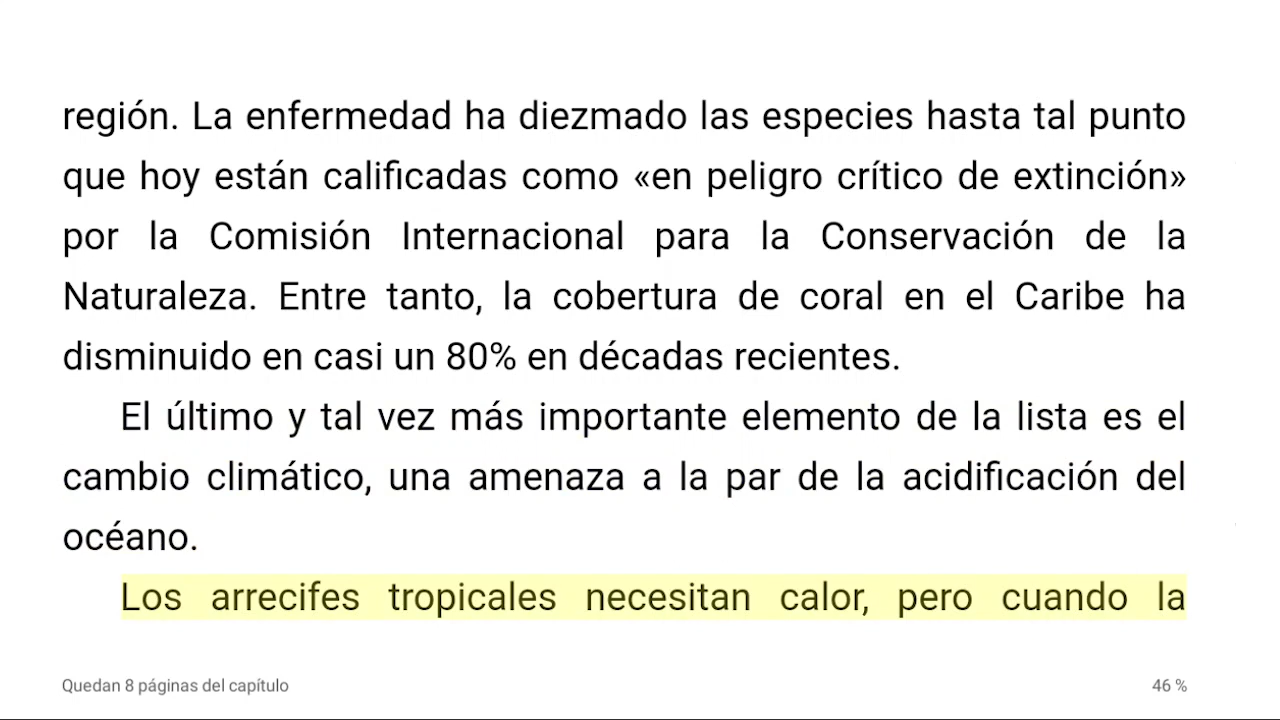 región. La enfermedad ha diezmado las especies hasta tal punto
que hoy están calificadas como «en peligro crítico de extinción»
por la Comisión Internacional para la Conservación de la
Naturaleza. Entre tanto, la cobertura de coral en el Caribe ha
disminuido en casi un 80% en décadas recientes.
El último y tal vez más importante elemento de la lista es el
cambio climático, una amenaza a la par de la acidificación del
océano.
Los arrecifes tropicales necesitan calor, pero cuando la
Quedan 8 páginas del capítulo
46 %